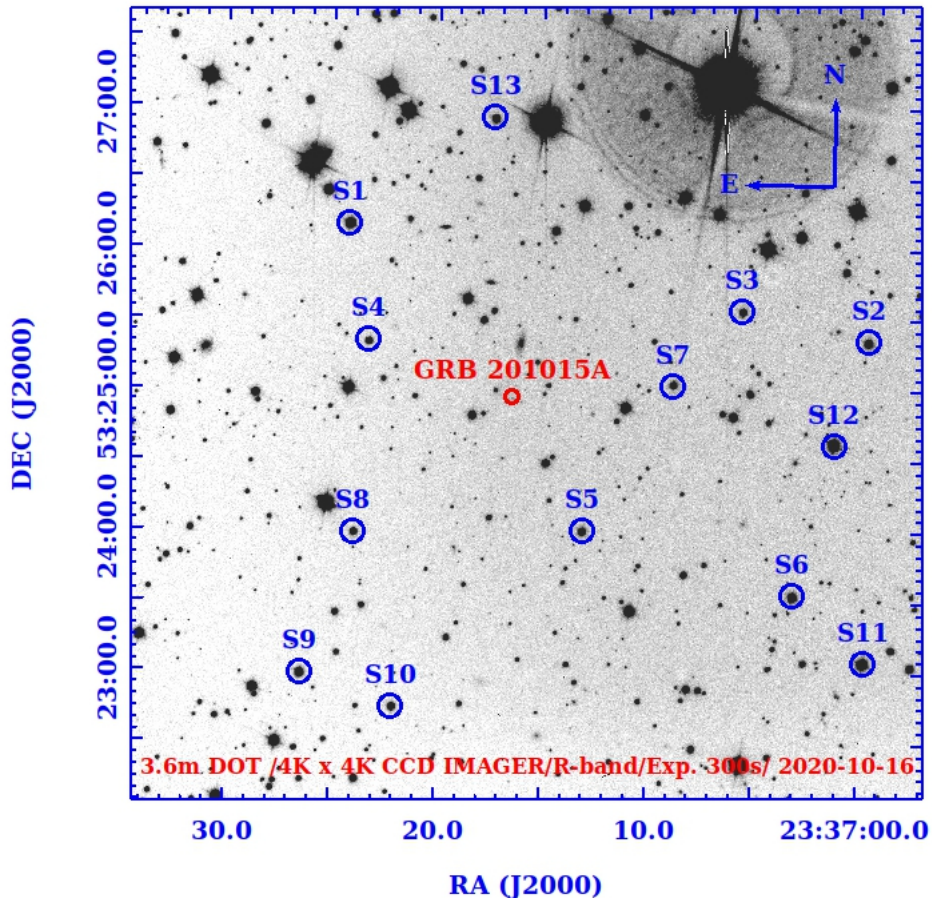 S13
N
E
S1
S3
S4
S2
S7
GRB 201015A
S12
S8
S5
S6
S9
S11
S10
3.6m DOT /4K x 4K CCD IMAGER/R-band/Exp. 300s/ 2020-10-16
27:00.0
26:00.0
53:25:00.0
24:00.0
23:00.0
DEC (J2000)
30.0 20.0 10.0 23:37:00.0
RA (J2000)